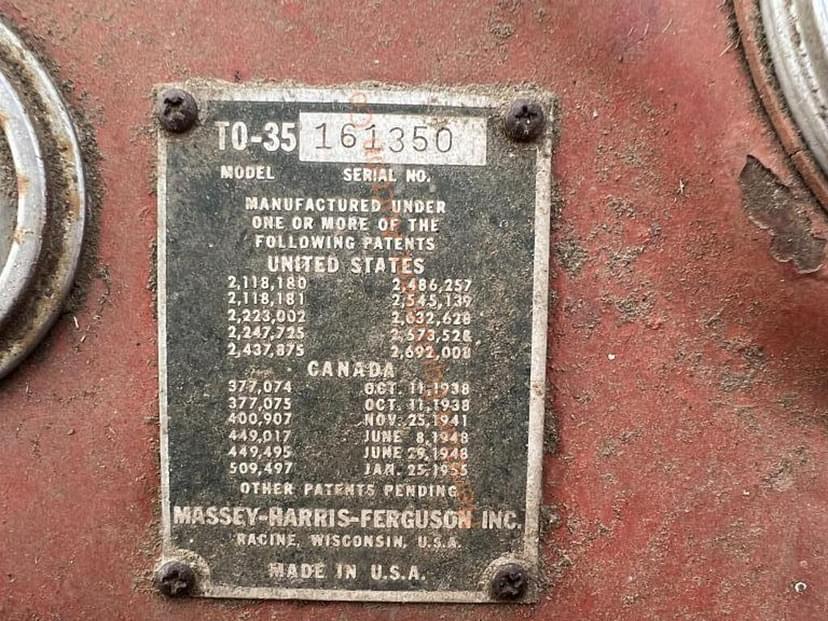 TO-35 161350
MODEL SERIAL NO.
MANUFACTURED UNDER
ONE OR MORE OF THE
FOLLOWING PATENTS
UNITED STATES
2,118,180 2,486,257
2,118,181 2,545,139
2,223,002 2,632,628
2,247,725 2,673,528
2,437,875 2,692,008
CANADA
377,074 OCT. 11,1938
377,075 OCT. 11,1938
400,907 NOV. 25,1941
449,017 JUNE 8,1948
449,495 JUNE 29,1948
509,497 JAN. 25,1955
OTHER PATENTS PENDING
MASSEY-HARRIS-FERGUSON INC.
RACINE, WISCONSIN, U.S.A.
MADE IN U.S.A.